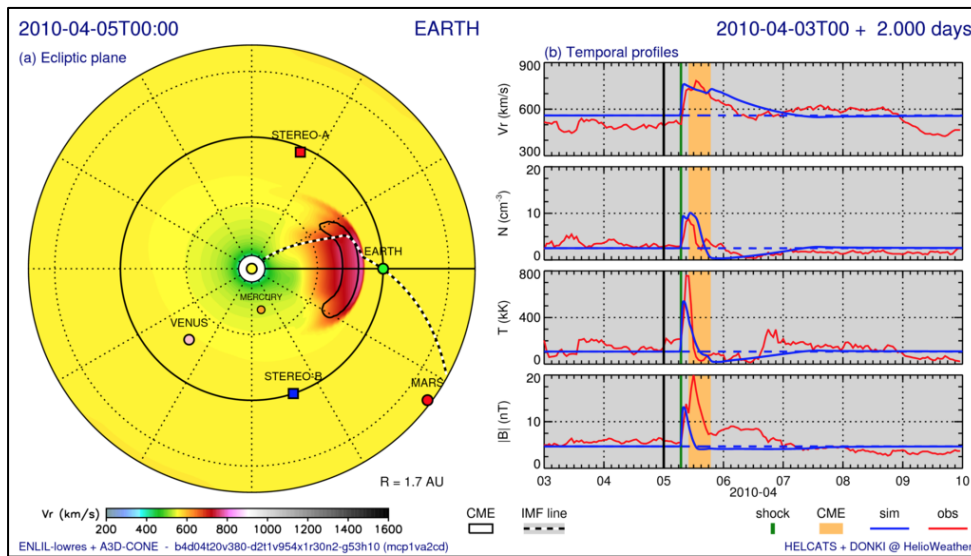 2010-04-05T00:00
EARTH
2010-04-03T00 + 2.000 days
(a) Ecliptic plane
(b) Temporal profiles
STEREO-A
EARTH
MERCURY
VENUS
STEREO-B
MARS
R = 1.7 AU
Vr (km/s)
200 400 600 800 1000 1200 1400 1600
CME
IMF line
900
600
300
Vr (km/s)
20
10
0
N (cm⁻³)
800
400
0
T (kK)
20
10
0
|B| (nT)
03 04 05 06 07 08 09 10
2010-04
shock
CME
sim
obs
ENLIL-lowres + A3D-CONE - b4d04t20v380-d2t1v954x1r30n2-g53h10 (mcp1va2cd)
HELCATS + DONKI @ HelioWeather